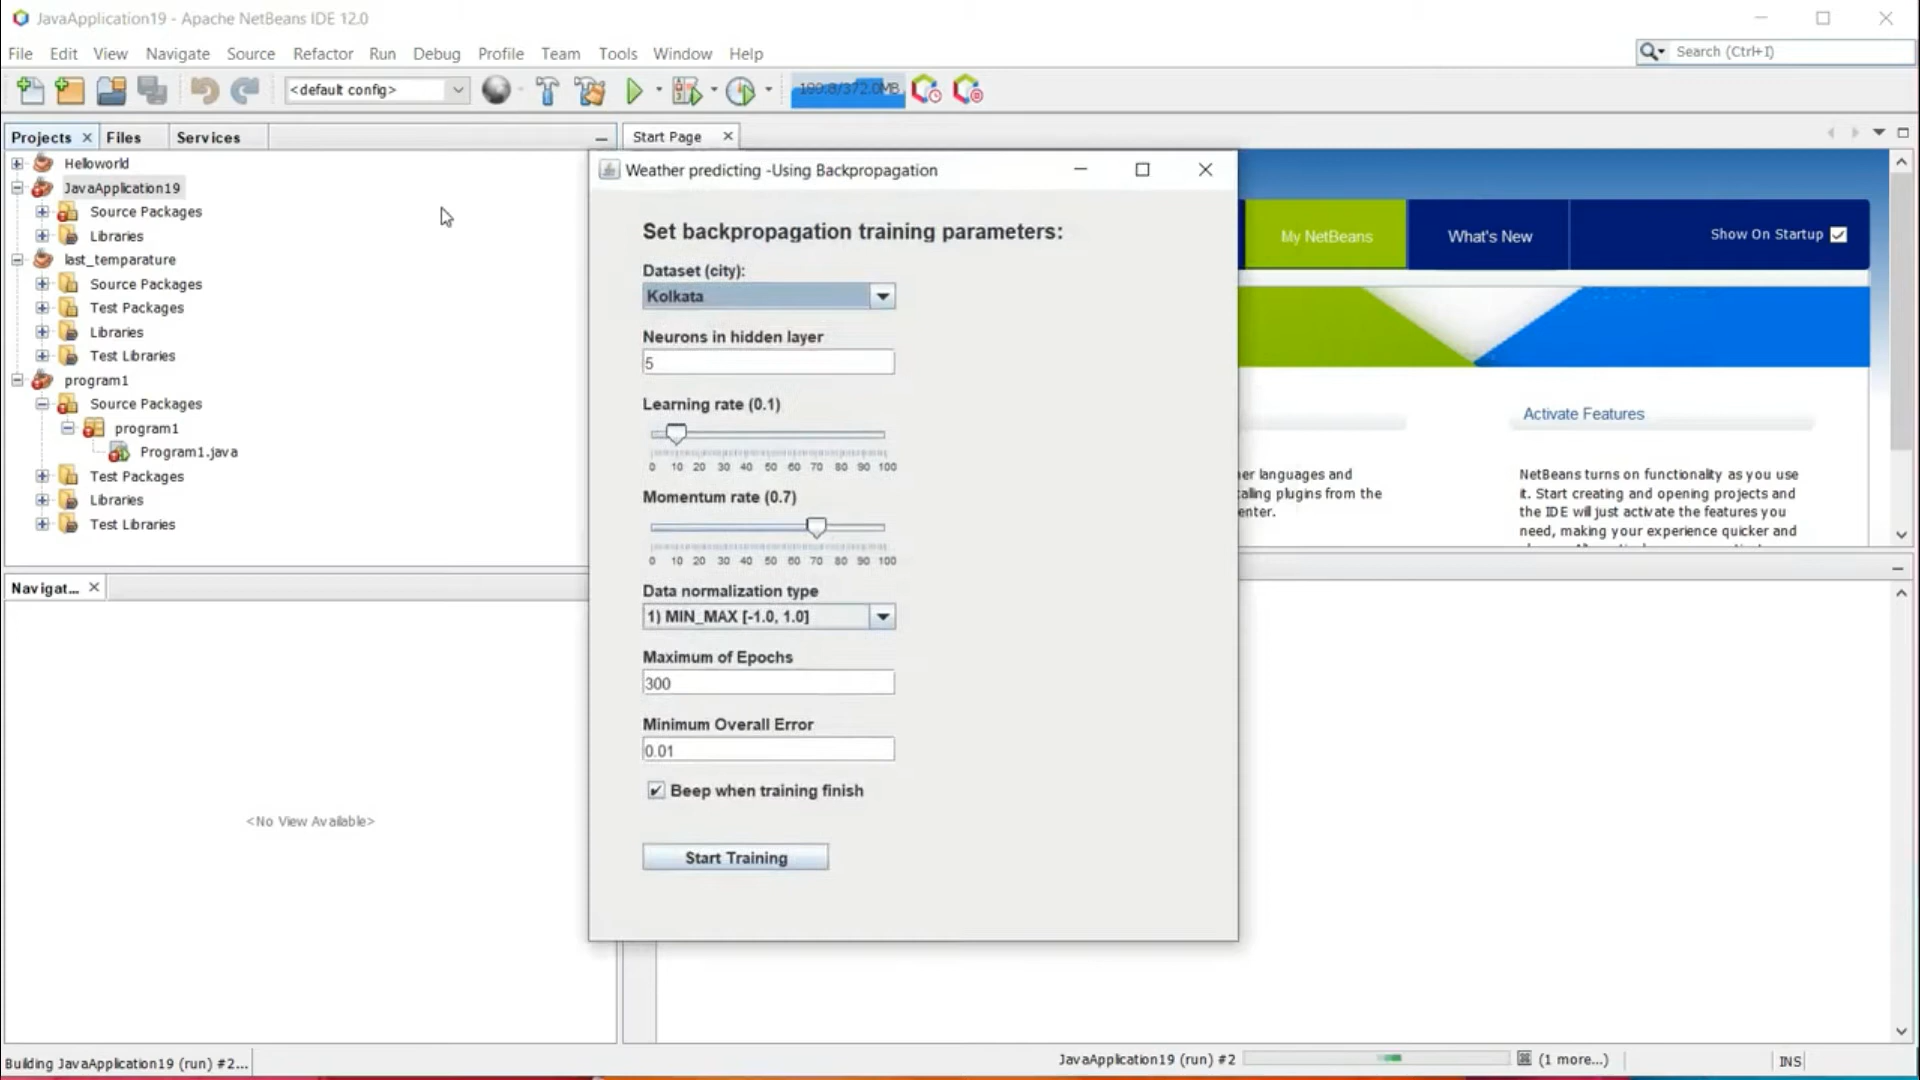 JavaApplication19 - Apache NetBeans IDE 12.0
File Edit View Navigate Source Refactor Run Debug Profile Team Tools Window Help
Search (Ctrl+I)
<default config>
199.8/372.0MB
Projects Files Services
Start Page
Helloworld
JavaApplication19
Source Packages
Libraries
last_temparature
Source Packages
Test Packages
Libraries
Test Libraries
program1
Source Packages
program1
Program1.java
Test Packages
Libraries
Test Libraries
Navigat...
<No View Available>
Weather predicting -Using Backpropagation
Set backpropagation training parameters:
Dataset (city):
Kolkata
Neurons in hidden layer
5
Learning rate (0.1)
0 10 20 30 40 50 60 70 80 90 100
Momentum rate (0.7)
0 10 20 30 40 50 60 70 80 90 100
Data normalization type
1) MIN_MAX [-1.0, 1.0]
Maximum of Epochs
300
Minimum Overall Error
0.01
Beep when training finish
Start Training
My NetBeans
What's New
Show On Startup
Activate Features
languages and
plugins from the
NetBeans turns on functionality as you use
it. Start creating and opening projects and
the IDE will just activate the features you
need, making your experience quicker and
Building JavaApplication19 (run) #2...
JavaApplication19 (run) #2
(1 more...)
INS